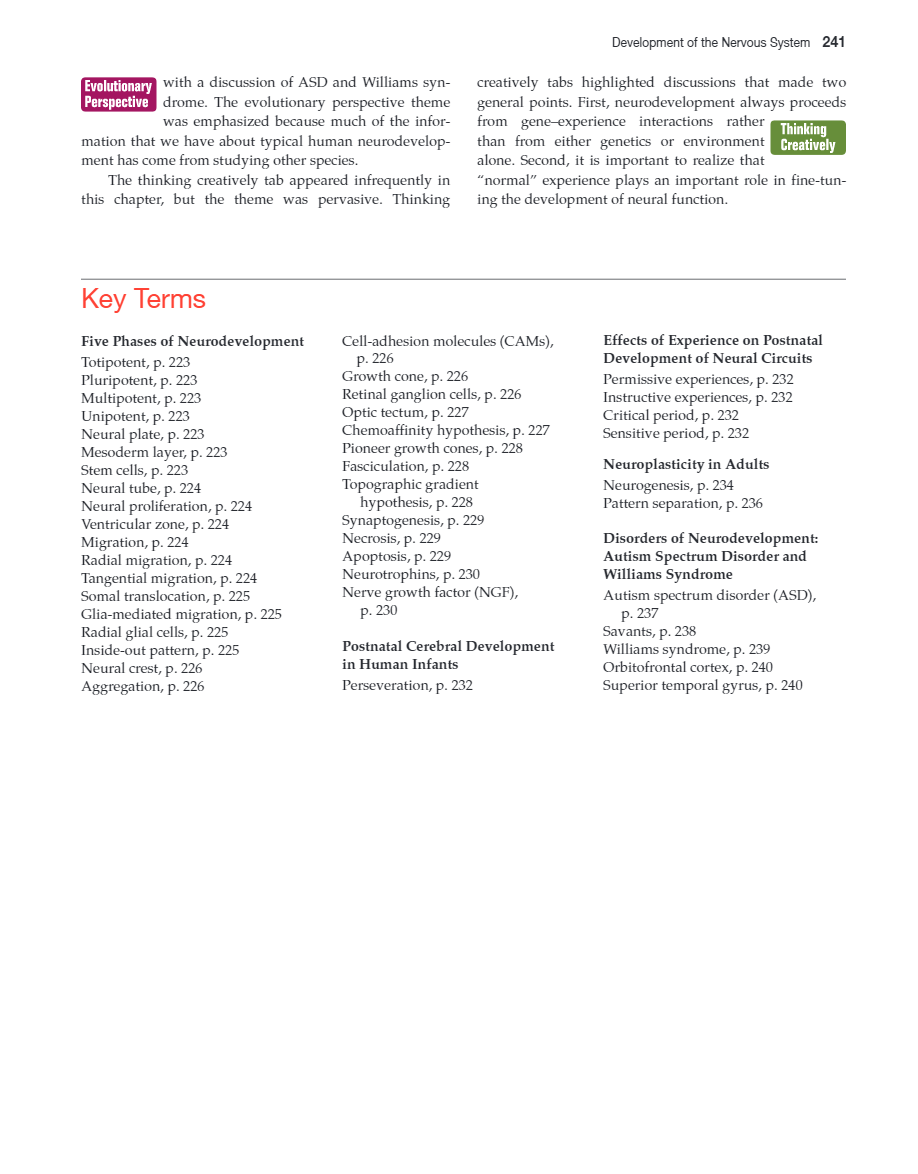 Development of the Nervous System 241
Evolutionary
Perspective
with a discussion of ASD and Williams syn-
drome. The evolutionary perspective theme
was emphasized because much of the infor-
mation that we have about typical human neurodevelop-
ment has come from studying other species.
The thinking creatively tab appeared infrequently in
this chapter, but the theme was pervasive. Thinking
creatively tabs highlighted discussions that made two
general points. First, neurodevelopment always proceeds
from gene–experience interactions rather
than from either genetics or environment
alone. Second, it is important to realize that
Thinking
Creatively
“normal” experience plays an important role in fine-tun-
ing the development of neural function.
Key Terms
Five Phases of Neurodevelopment
Totipotent, p. 223
Pluripotent, p. 223
Multipotent, p. 223
Unipotent, p. 223
Neural plate, p. 223
Mesoderm layer, p. 223
Stem cells, p. 223
Neural tube, p. 224
Neural proliferation, p. 224
Ventricular zone, p. 224
Migration, p. 224
Radial migration, p. 224
Tangential migration, p. 224
Somal translocation, p. 225
Glia-mediated migration, p. 225
Radial glial cells, p. 225
Inside-out pattern, p. 225
Neural crest, p. 226
Aggregation, p. 226
Cell-adhesion molecules (CAMs),
p. 226
Growth cone, p. 226
Retinal ganglion cells, p. 226
Optic tectum, p. 227
Chemoaffinity hypothesis, p. 227
Pioneer growth cones, p. 228
Fasciculation, p. 228
Topographic gradient
hypothesis, p. 228
Synaptogenesis, p. 229
Necrosis, p. 229
Apoptosis, p. 229
Neurotrophins, p. 230
Nerve growth factor (NGF),
p. 230
Postnatal Cerebral Development
in Human Infants
Perseveration, p. 232
Effects of Experience on Postnatal
Development of Neural Circuits
Permissive experiences, p. 232
Instructive experiences, p. 232
Critical period, p. 232
Sensitive period, p. 232
Neuroplasticity in Adults
Neurogenesis, p. 234
Pattern separation, p. 236
Disorders of Neurodevelopment:
Autism Spectrum Disorder and
Williams Syndrome
Autism spectrum disorder (ASD),
p. 237
Savants, p. 238
Williams syndrome, p. 239
Orbitofrontal cortex, p. 240
Superior temporal gyrus, p. 240